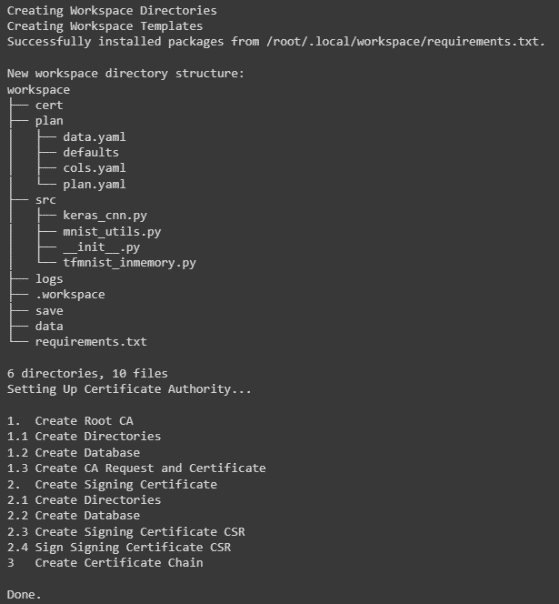 Creating Workspace Directories
Creating Workspace Templates
Successfully installed packages from /root/.local/workspace/requirements.txt.
New workspace directory structure:
workspace
├── cert
├── plan
│   ├── data.yaml
│   ├── defaults
│   ├── cols.yaml
│   └── plan.yaml
├── src
│   ├── keras_cnn.py
│   ├── mnist_utils.py
│   ├── __init__.py
│   └── tfmnist_inmemory.py
├── logs
├── .workspace
├── save
├── data
└── requirements.txt
6 directories, 10 files
Setting Up Certificate Authority...
1.  Create Root CA
1.1 Create Directories
1.2 Create Database
1.3 Create CA Request and Certificate
2.  Create Signing Certificate
2.1 Create Directories
2.2 Create Database
2.3 Create Signing Certificate CSR
2.4 Sign Signing Certificate CSR
3   Create Certificate Chain
Done.